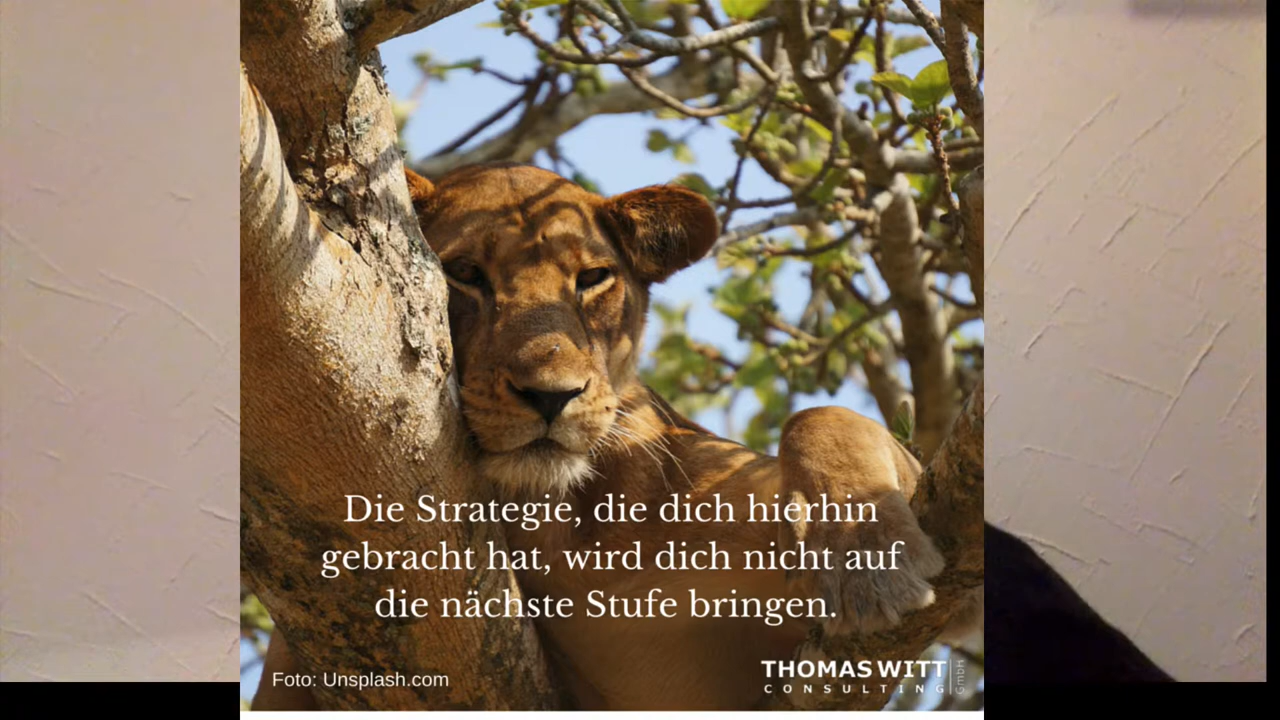 Die Strategie, die dich hierhin
gebracht hat, wird dich nicht auf
die nächste Stufe bringen.
Foto: Unsplash.com
THOMAS WITT
CONSULTING
GmbH